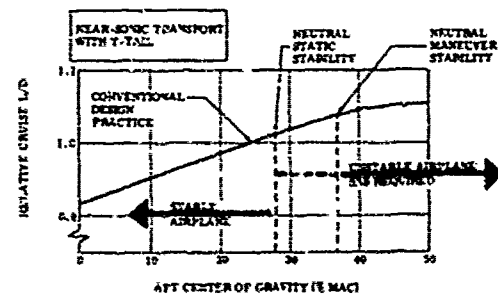 NEAR-SONIC TRANSPORT
WITH T-TAIL
NEUTRAL
STATIC
STABILITY
NEUTRAL
MANEUVER
STABILITY
1.1
CONVENTIONAL
DESIGN
PRACTICE
1.0
RELATIVE CRUISE L/D
UNSTABLE AIRPLANE
SAS REQUIRED
STABLE
AIRPLANE
0 10 20 30 40 50
AFT CENTER OF GRAVITY (% MAC)